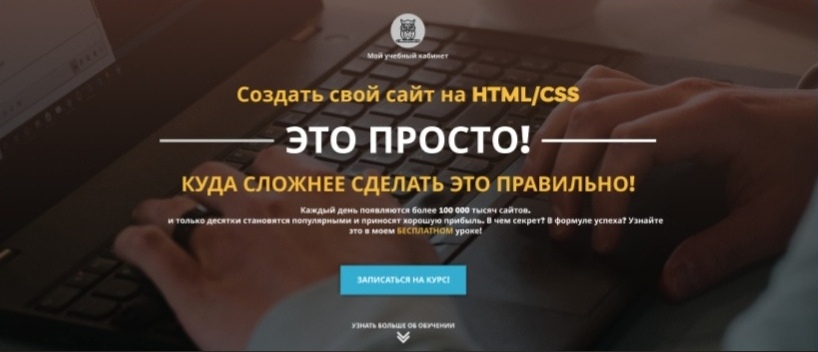 Мой учебный кабинет
Создать свой сайт на HTML/CSS
ЭТО ПРОСТО!
КУДА СЛОЖНЕЕ СДЕЛАТЬ ЭТО ПРАВИЛЬНО!
Каждый день появляются более 100 000 тысяч сайтов.
и только десятки становятся популярными и приносят хорошую прибыль. В чем секрет? В формуле успеха? Узнайте
это в моем БЕСПЛАТНОМ уроке!
ЗАПИСАТЬСЯ НА КУРС!
УЗНАТЬ БОЛЬШЕ ОБ ОБУЧЕНИИ